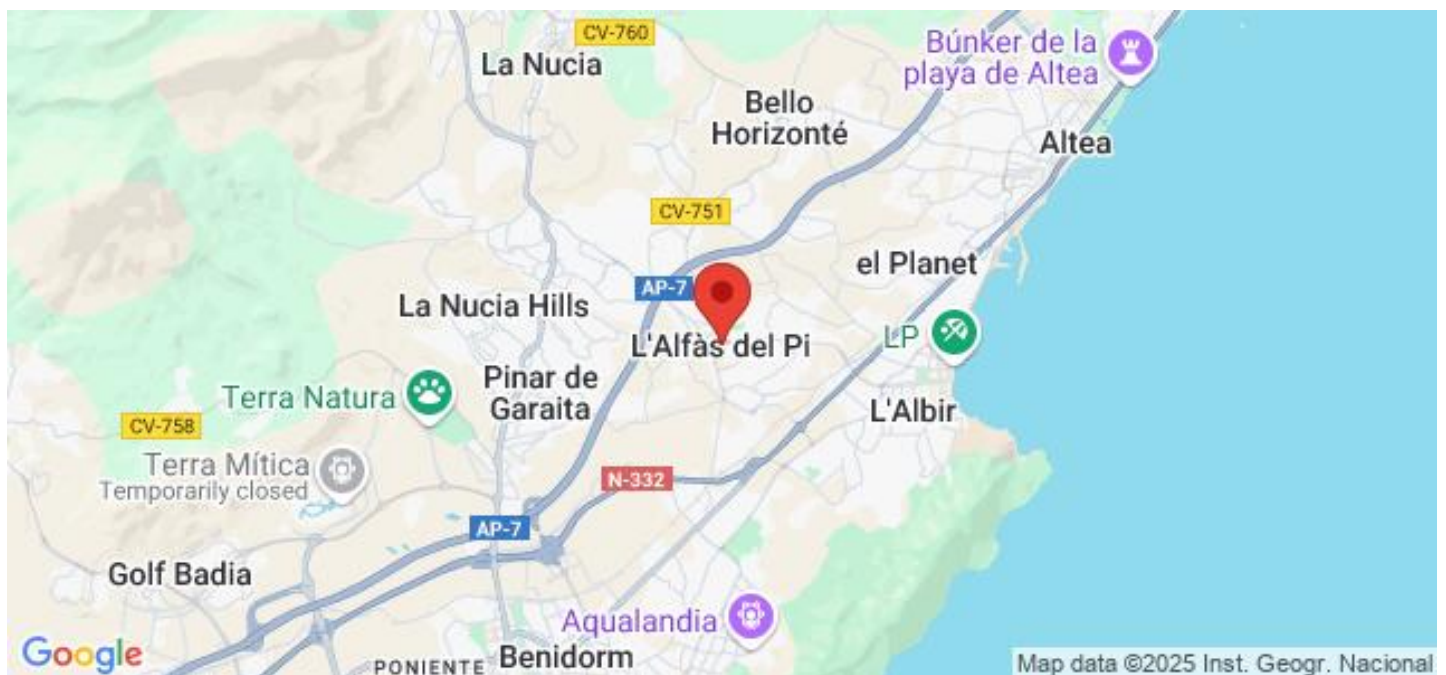 CV-760
La Nucia
Búnker de la
playa de Altea
Bello
Horizonté
Altea
CV-751
el Planet
AP-7
La Nucia Hills
L'Alfàs del Pi
LP
Pinar de
Garaita
Terra Natura
L'Albir
CV-758
Terra Mítica
Temporarily closed
N-332
AP-7
Golf Badia
Aqualandia
Google
PONIENTE
Benidorm
Map data ©2025 Inst. Geogr. Nacional